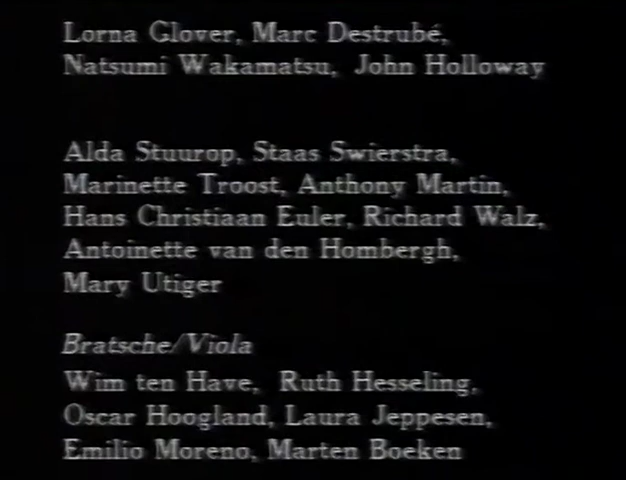 Lorna Glover, Marc Destrubé,
Natsumi Wakamatsu, John Holloway
Alda Stuurop, Staas Swierstra,
Marinette Troost, Anthony Martin,
Hans Christiaan Euler, Richard Walz,
Antoinette van den Hombergh,
Mary Utiger
Bratsche/Viola
Wim ten Have, Ruth Hesseling,
Oscar Hoogland, Laura Jeppesen,
Emilio Moreno, Marten Boeken